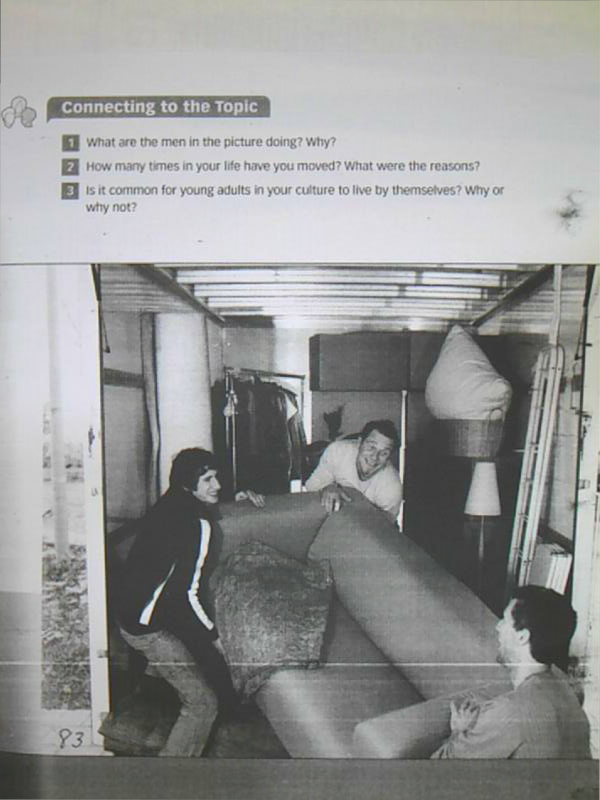 Connecting to the Topic
1 What are the men in the picture doing? Why?
2 How many times in your life have you moved? What were the reasons?
3 Is it common for young adults in your culture to live by themselves? Why or
why not?
83